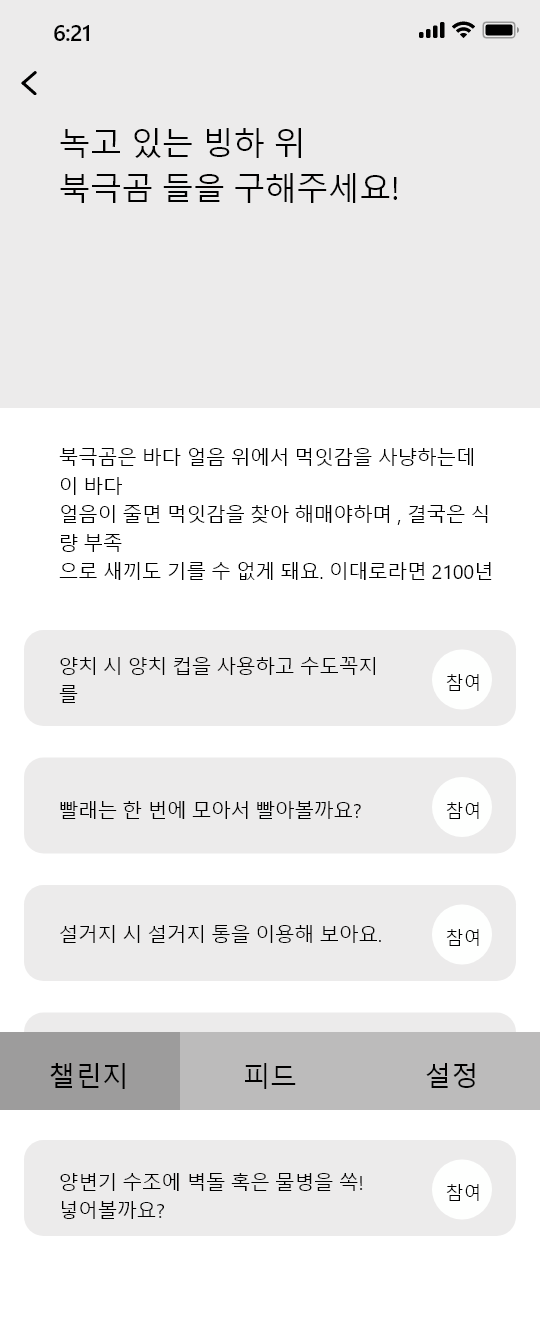 6:21
녹고 있는 빙하 위
북극곰 들을 구해주세요!
북극곰은 바다 얼음 위에서 먹잇감을 사냥하는데
이 바다
얼음이 줄면 먹잇감을 찾아 해매야하며 , 결국은 식
량 부족
으로 새끼도 기를 수 없게 돼요. 이대로라면 2100년
양치 시 양치 컵을 사용하고 수도꼭지
를
참여
빨래는 한 번에 모아서 빨아볼까요?
참여
설거지 시 설거지 통을 이용해 보아요.
참여
챌린지
피드
설정
양변기 수조에 벽돌 혹은 물병을 쏙!
넣어볼까요?
참여